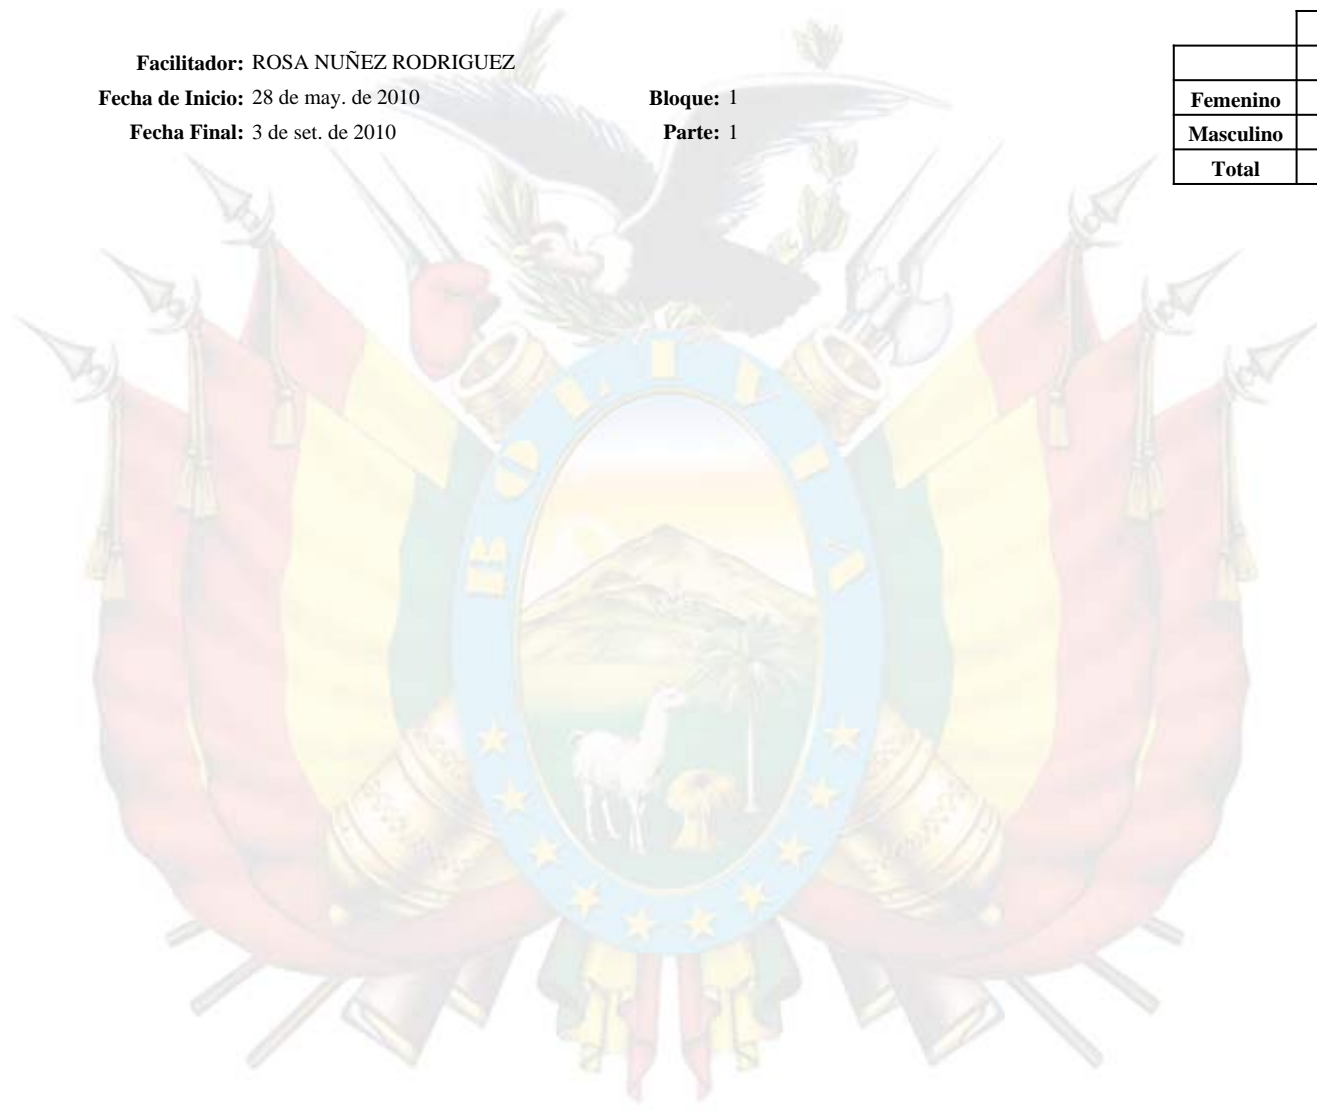 Facilitador: ROSA NUÑEZ RODRIGUEZ
Fecha de Inicio: 28 de may. de 2010 Bloque: 1
Fecha Final: 3 de set. de 2010 Parte: 1
Femenino
Masculino
Total
BOLIVIA